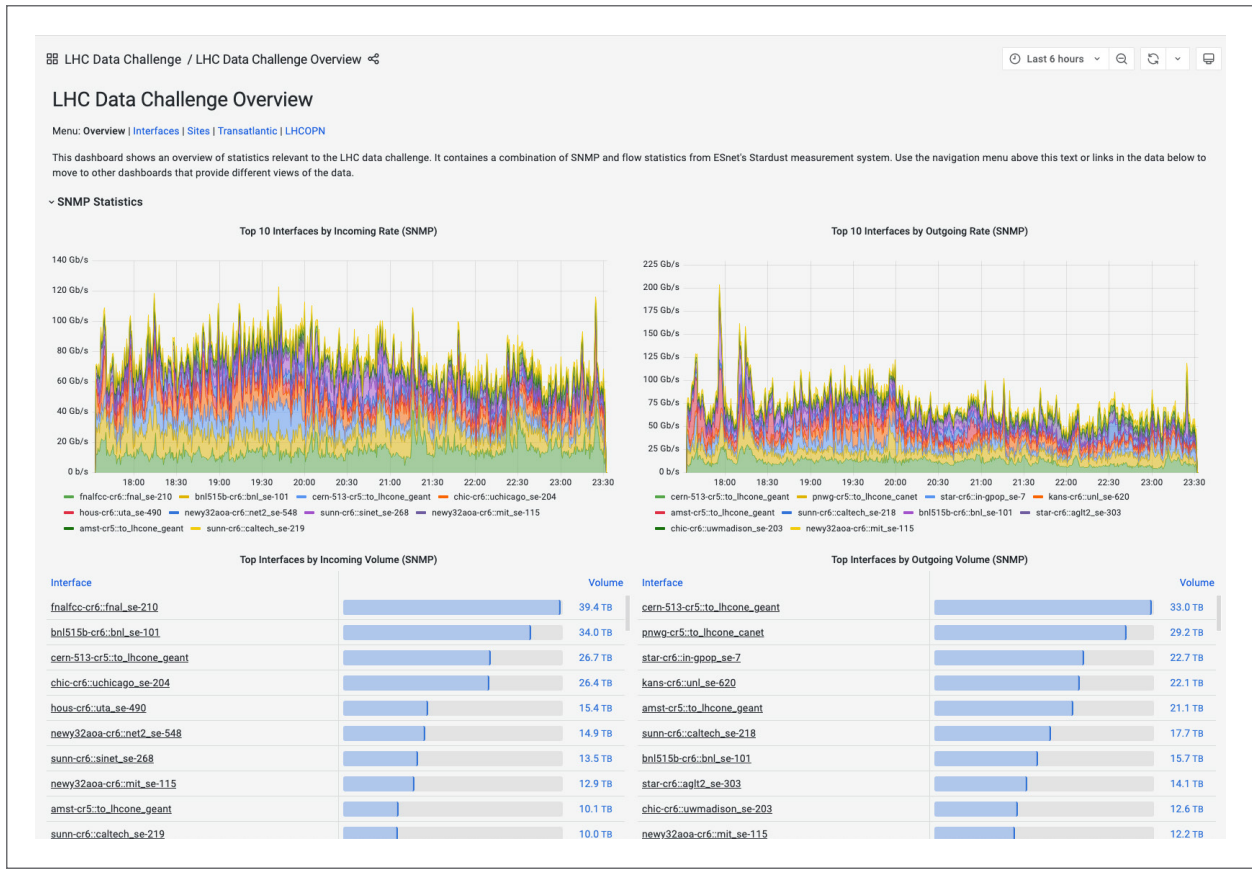 LHC Data Challenge / LHC Data Challenge Overview
Last 6 hours
LHC Data Challenge Overview
Menu: Overview | Interfaces | Sites | Transatlantic | LHCOPN
This dashboard shows an overview of statistics relevant to the LHC data challenge. It containes a combination of SNMP and flow statistics from ESnet's Stardust measurement system. Use the navigation menu above this text or links in the data below to
move to other dashboards that provide different views of the data.
SNMP Statistics
Top 10 Interfaces by Incoming Rate (SNMP)
140 Gb/s
120 Gb/s
100 Gb/s
80 Gb/s
60 Gb/s
40 Gb/s
20 Gb/s
0 b/s
18:00 18:30 19:00 19:30 20:00 20:30 21:00 21:30 22:00 22:30 23:00 23:30
fnalfcc-cr6::fnal_se-210 bnl515b-cr6::bnl_se-101 cern-513-cr5::to_lhcone_geant chic-cr6::uchicago_se-204
hous-cr6::uta_se-490 newy32aoa-cr6::net2_se-548 sunn-cr6::sinet_se-268 newy32aoa-cr6::mit_se-115
amst-cr5::to_lhcone_geant sunn-cr6::caltech_se-219
Top 10 Interfaces by Outgoing Rate (SNMP)
225 Gb/s
200 Gb/s
175 Gb/s
150 Gb/s
125 Gb/s
100 Gb/s
75 Gb/s
50 Gb/s
25 Gb/s
0 b/s
18:00 18:30 19:00 19:30 20:00 20:30 21:00 21:30 22:00 22:30 23:00 23:30
cern-513-cr5::to_lhcone_geant pnwg-cr5::to_lhcone_canet star-cr6::in-gpop_se-7 kans-cr6::unl_se-620
amst-cr5::to_lhcone_geant sunn-cr6::caltech_se-218 bnl515b-cr6::bnl_se-101 star-cr6::aglt2_se-303
chic-cr6::uwmadison_se-203 newy32aoa-cr6::mit_se-115
Top Interfaces by Incoming Volume (SNMP)
Interface Volume
fnalfcc-cr6::fnal_se-210 39.4 TB
bnl515b-cr6::bnl_se-101 34.0 TB
cern-513-cr5::to_lhcone_geant 26.7 TB
chic-cr6::uchicago_se-204 26.4 TB
hous-cr6::uta_se-490 15.4 TB
newy32aoa-cr6::net2_se-548 14.9 TB
sunn-cr6::sinet_se-268 13.5 TB
newy32aoa-cr6::mit_se-115 12.9 TB
amst-cr5::to_lhcone_geant 10.1 TB
sunn-cr6::caltech_se-219 10.0 TB
Top Interfaces by Outgoing Volume (SNMP)
Interface Volume
cern-513-cr5::to_lhcone_geant 33.0 TB
pnwg-cr5::to_lhcone_canet 29.2 TB
star-cr6::in-gpop_se-7 22.7 TB
kans-cr6::unl_se-620 22.1 TB
amst-cr5::to_lhcone_geant 21.1 TB
sunn-cr6::caltech_se-218 17.7 TB
bnl515b-cr6::bnl_se-101 15.7 TB
star-cr6::aglt2_se-303 14.1 TB
chic-cr6::uwmadison_se-203 12.6 TB
newy32aoa-cr6::mit_se-115 12.2 TB